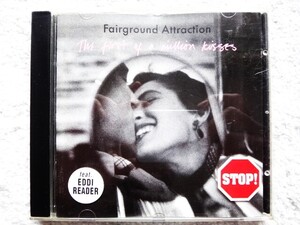 Fairground Attraction
The first of a million kisses
feat.
EDDI
READER
STOP!